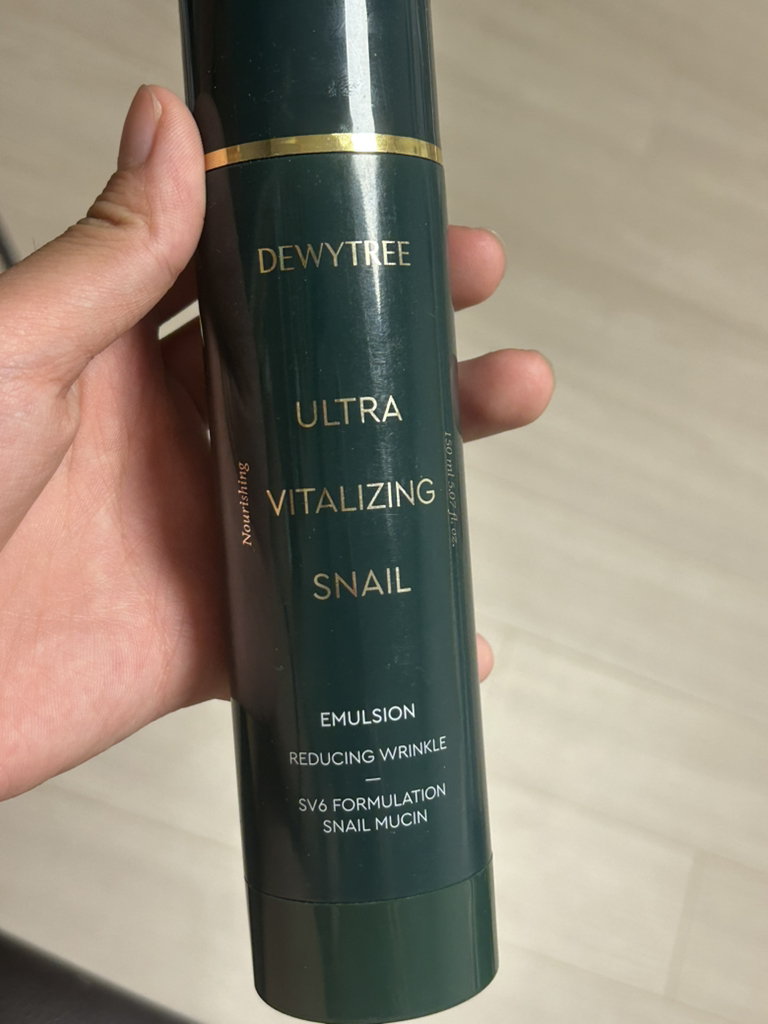 DEWYTREE
ULTRA
VITALIZING
SNAIL
Nourishing
150 ml 5.07 fl. oz.
EMULSION
REDUCING WRINKLE
—
SV6 FORMULATION
SNAIL MUCIN